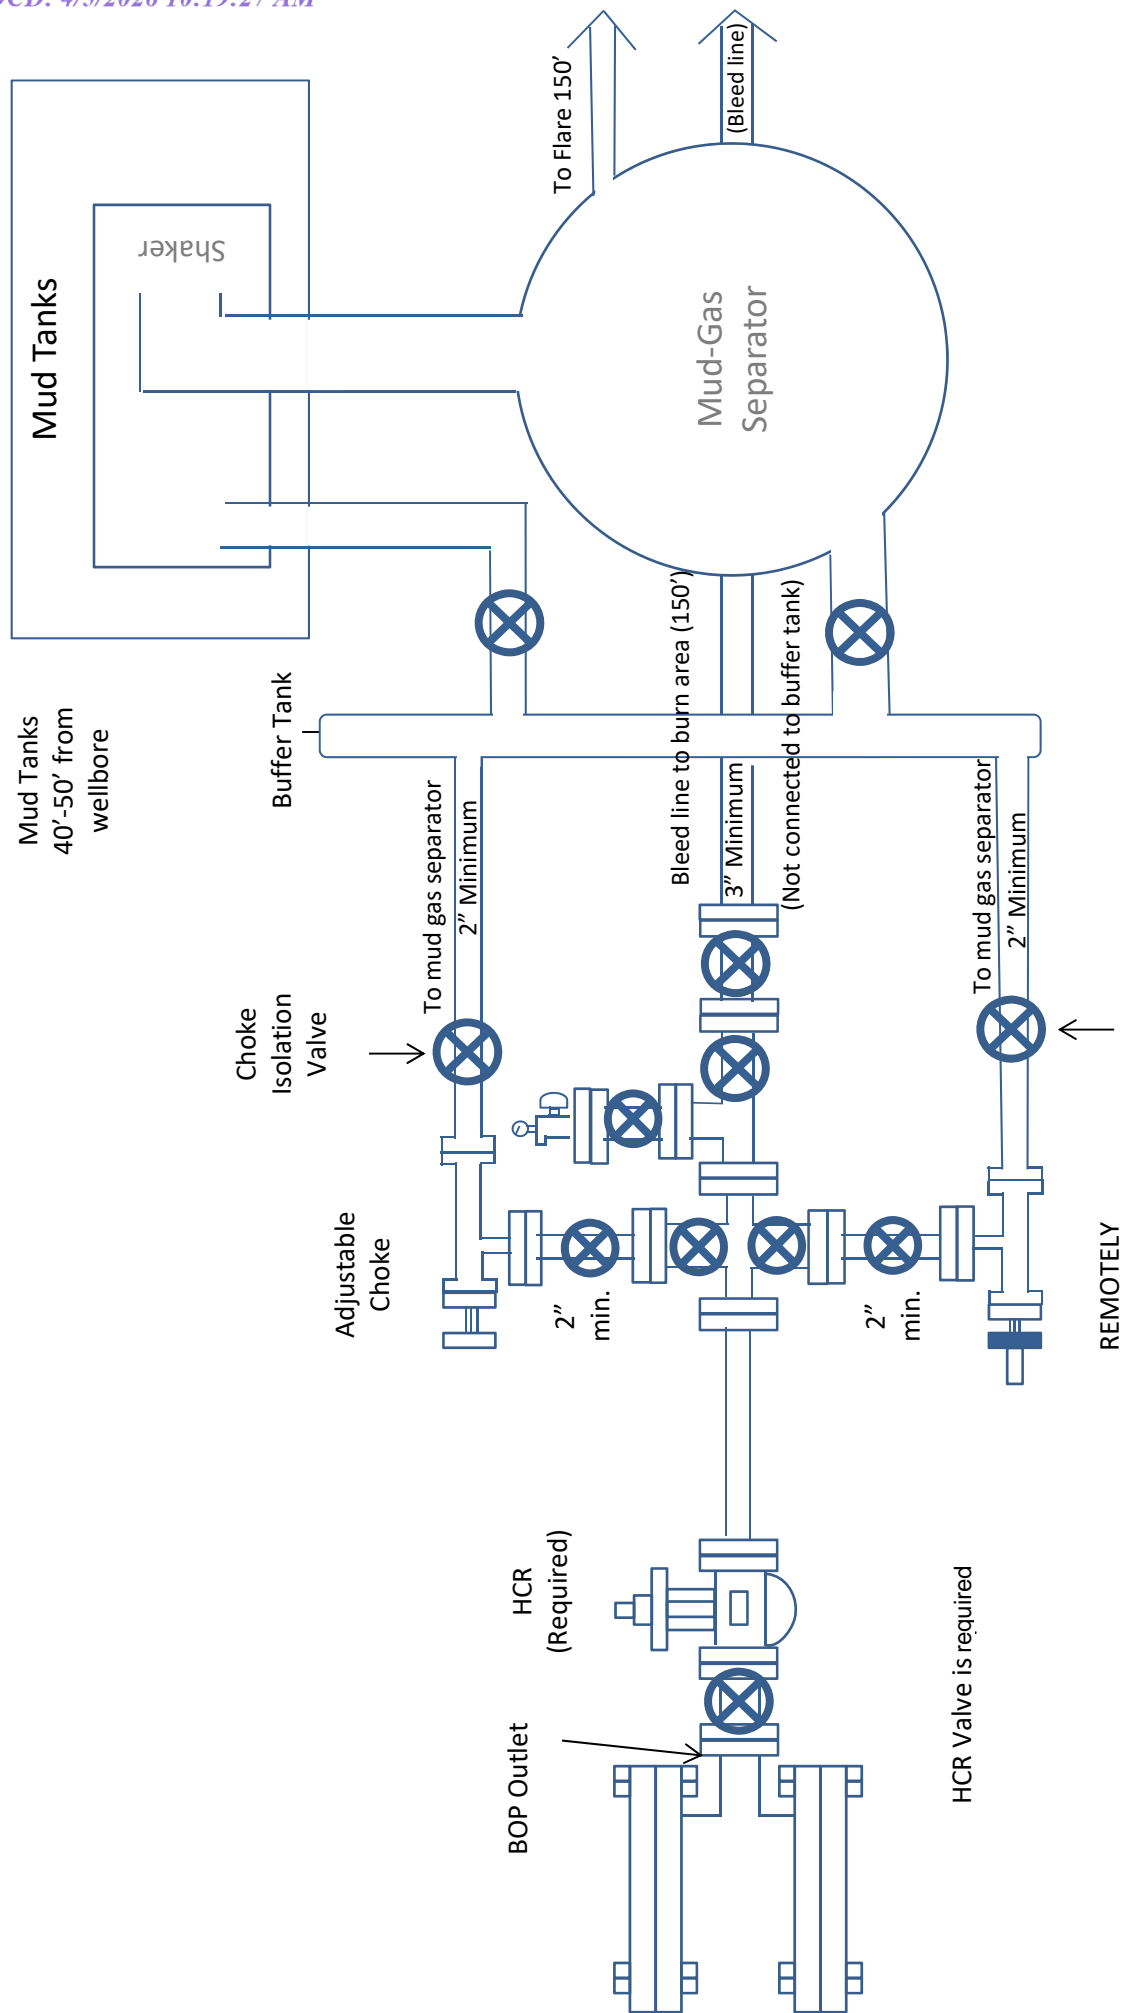 AM
Mud Tanks
Shaker
Mud Tanks
40’-50’ from
wellbore
Buffer Tank
To Flare 150’
(Bleed line)
Mud-Gas
Separator
Bleed line to burn area (150’)
3” Minimum
(Not connected to buffer tank)
To mud gas separator
2” Minimum
To mud gas separator
2” Minimum
Choke
Isolation
Valve
Adjustable
Choke
2”
min.
2”
min.
REMOTELY
HCR
(Required)
BOP Outlet
HCR Valve is required